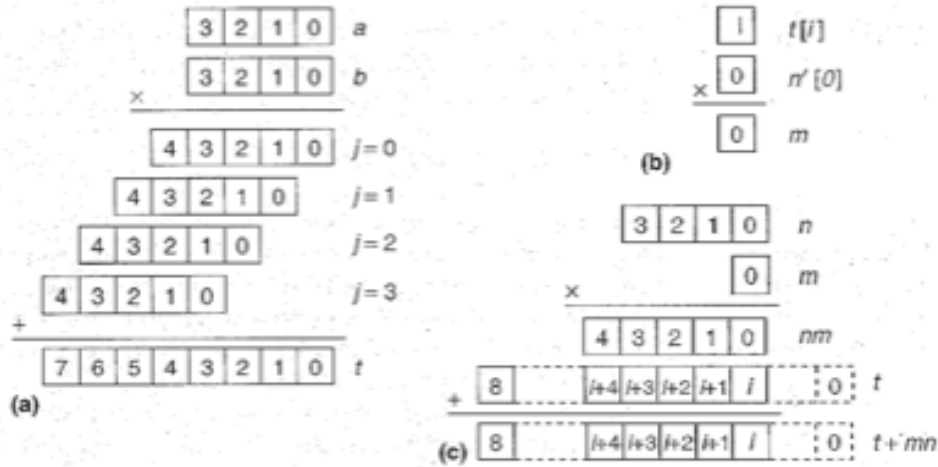 3 2 1 0 a
3 2 1 0 b
×
4 3 2 1 0 j=0
4 3 2 1 0 j=1
4 3 2 1 0 j=2
4 3 2 1 0 j=3
+
7 6 5 4 3 2 1 0 t
(a)
i t[i]
× 0 n'[0]
0 m
(b)
3 2 1 0 n
× 0 m
4 3 2 1 0 nm
+ 8 i+4 i+3 i+2 i+1 i 0 t
8 i+4 i+3 i+2 i+1 i 0 t+mn
(c)